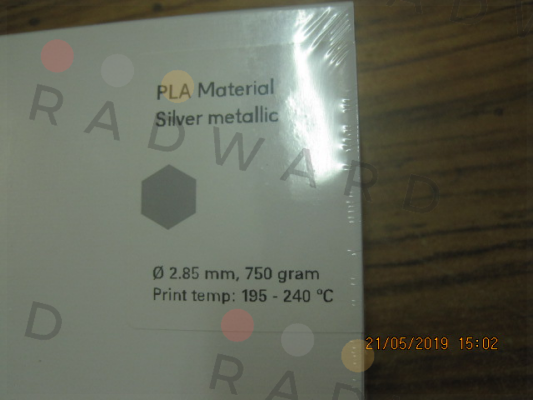 PLA Material
Silver metallic
RADWARD
Ø 2.85 mm, 750 gram
Print temp: 195 - 240 °C
D
21/05/2019 15:02
RADWARD